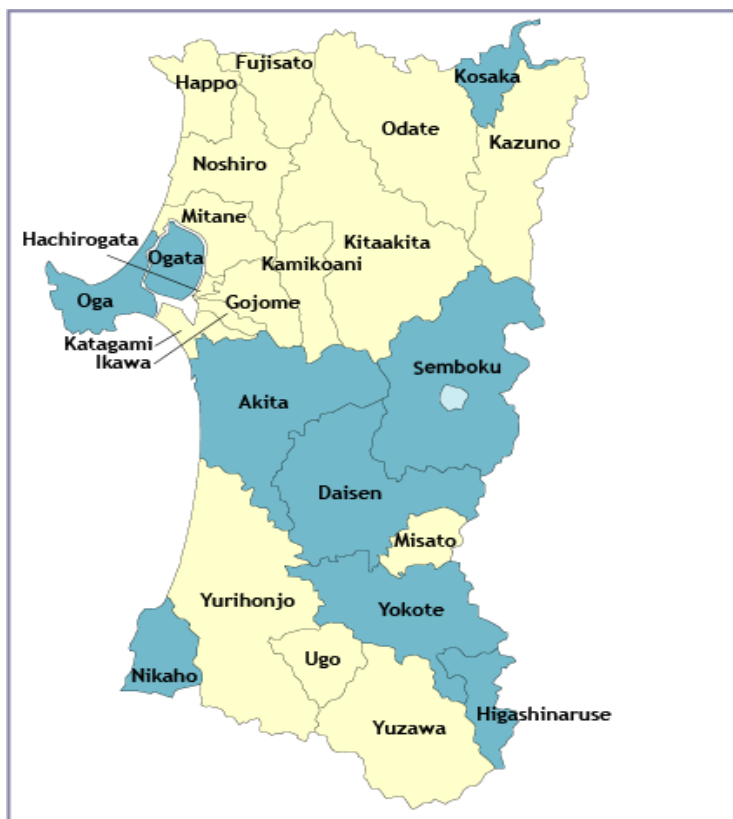 Fujisato
Kosaka
Happo
Odate
Kazuno
Noshiro
Mitane
Hachirogata
Ogata
Kitaakita
Kamikoani
Oga
Gojome
Katagami
Ikawa
Semboku
Akita
Daisen
Misato
Yurihonjo
Yokote
Ugo
Nikaho
Higashinaruse
Yuzawa